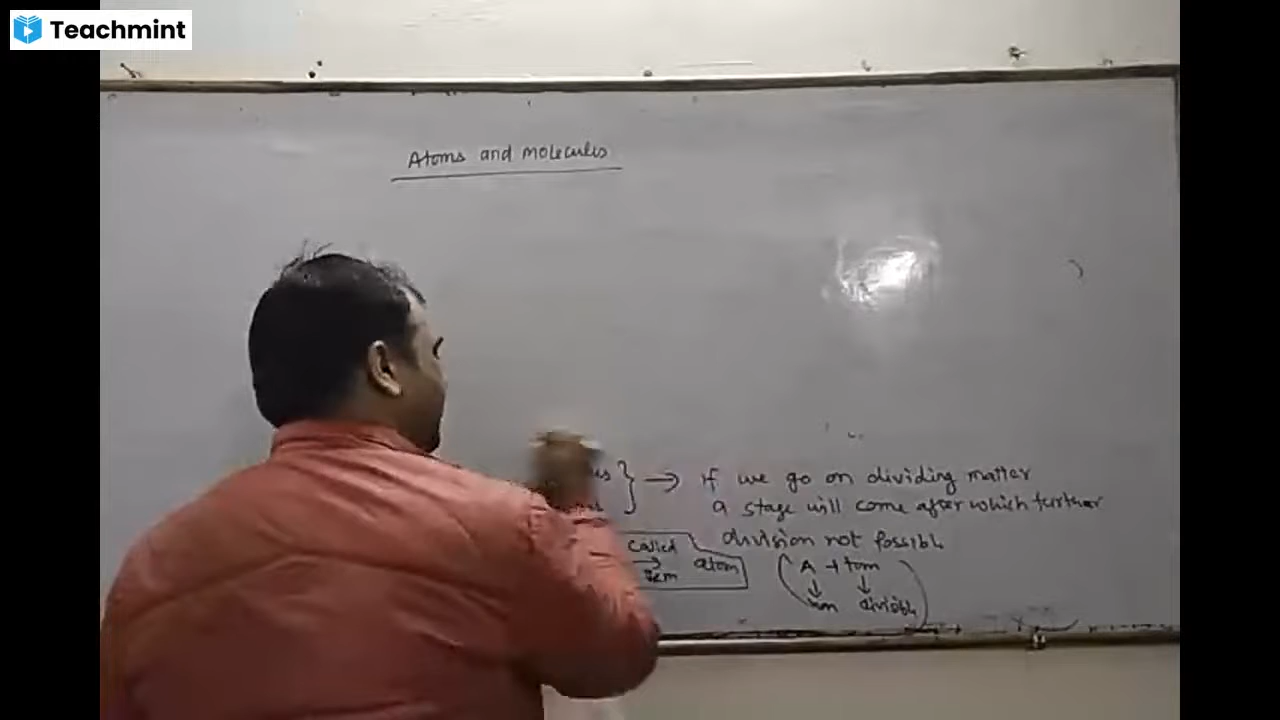 Teachmint
Atoms and molecules
If we go on dividing matter
a stage will come after which further
division not possible
called
atom
A + tom
divisible